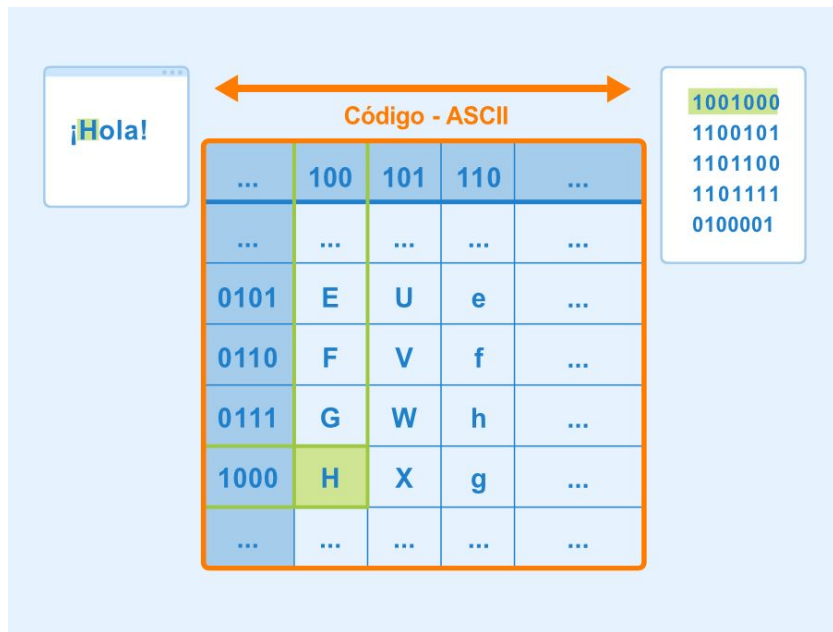 ¡Hola!
Código - ASCII
... 100 101 110 ...
... ... ... ... ...
0101 E U e ...
0110 F V f ...
0111 G W h ...
1000 H X g ...
... ... ... ... ...
1001000
1100101
1101100
1101111
0100001